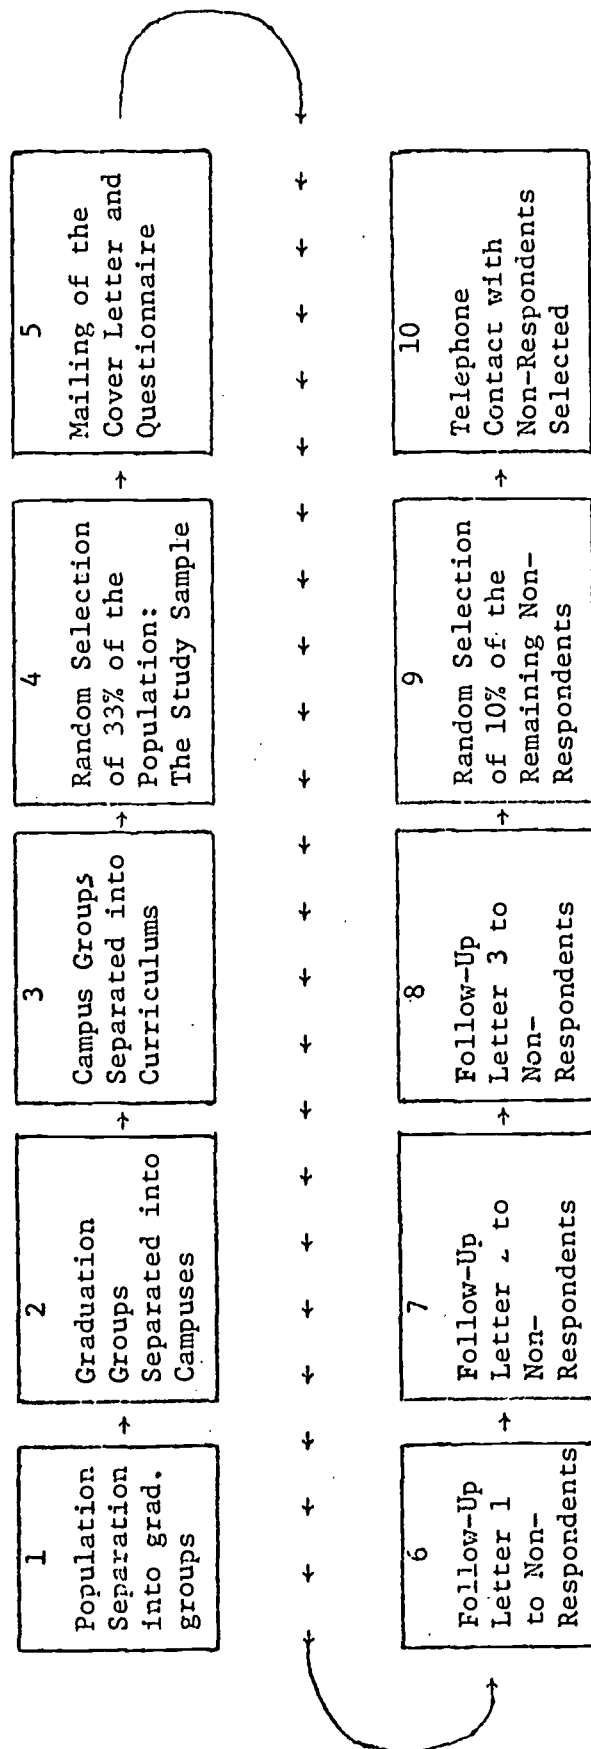 1
Population
Separation
into grad.
groups
2
Graduation
Groups
Separated into
Campuses
3
Campus Groups
Separated into
Curriculums
4
Random Selection
of 33% of the
Population:
The Study Sample
5
Mailing of the
Cover Letter and
Questionnaire
6
Follow-Up
Letter 1
to Non-
Respondents
7
Follow-Up
Letter to
Non-
Respondents
8
Follow-Up
Letter 3 to
Non-
Respondents
9
Random Selection
of 10% of the
Remaining Non-
Respondents
10
Telephone
Contact with
Non-Respondents
Selected